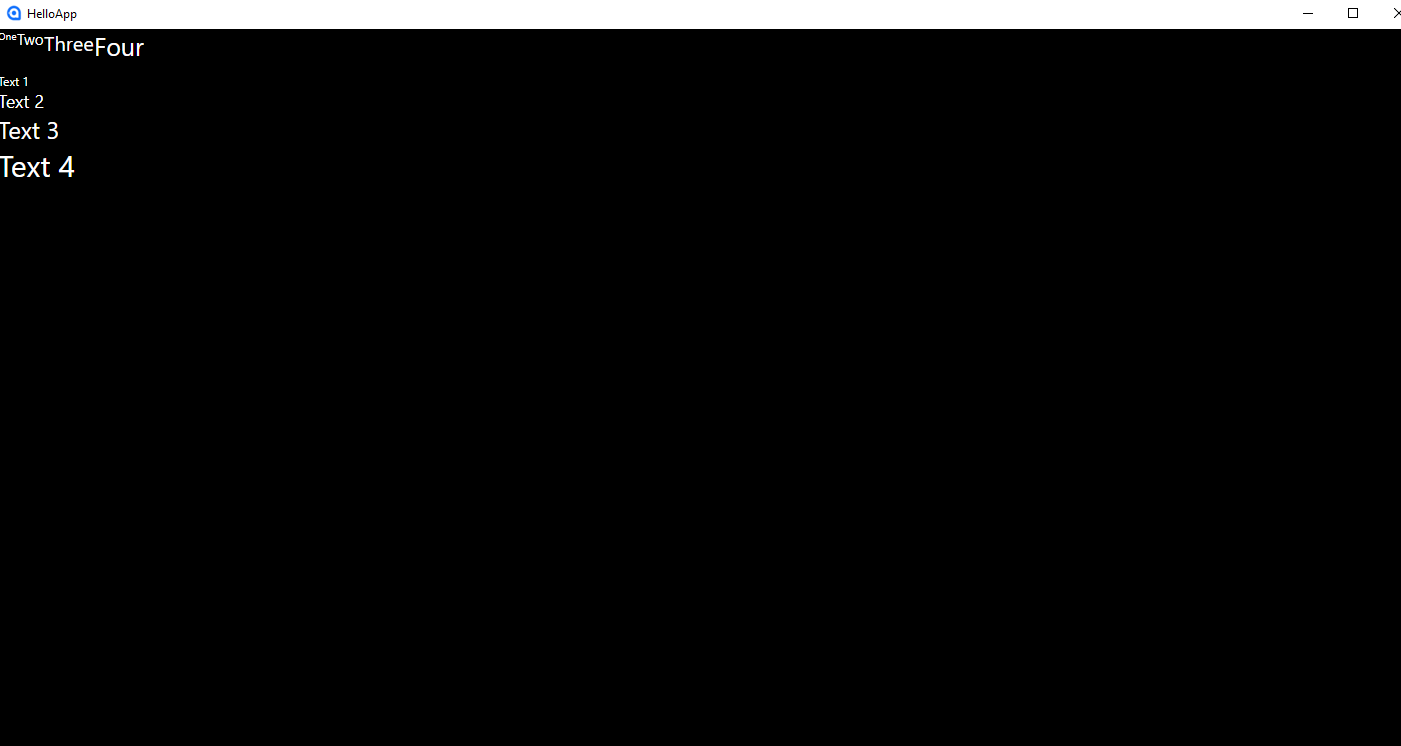 HelloApp
OneTwoThreeFour
Text 1
Text 2
Text 3
Text 4